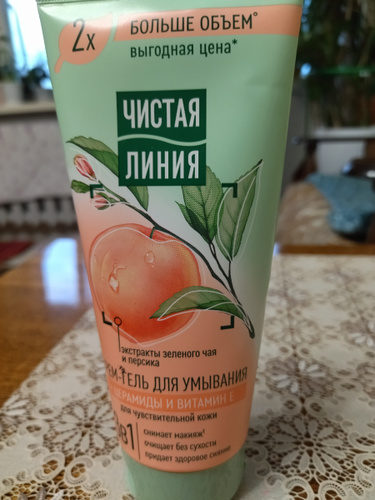 2x
БОЛЬШЕ ОБЪЕМ°
выгодная цена*
ЧИСТАЯ
ЛИНИЯ
экстракты зеленого чая
и персика
ГЕЛЬ ДЛЯ УМЫВАНИЯ
ЦЕРАМИДЫ И ВИТАМИН Е
для чувствительной кожи
в1
снимает макияж
очищает без сухости
придает здоровое сияние